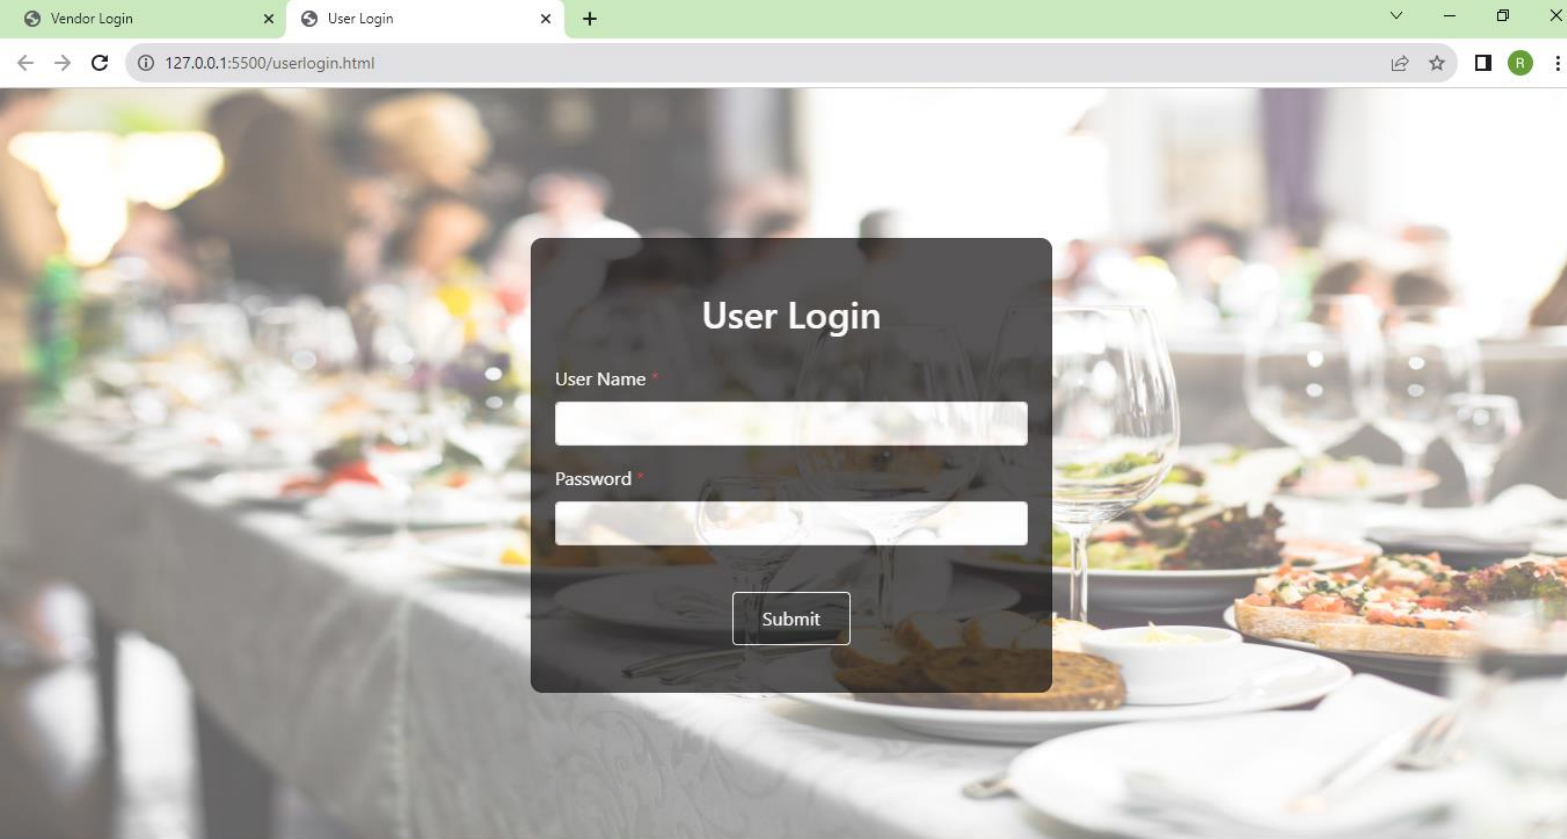 Vendor Login
User Login
127.0.0.1:5500/userlogin.html
R
User Login
User Name *
Password *
Submit